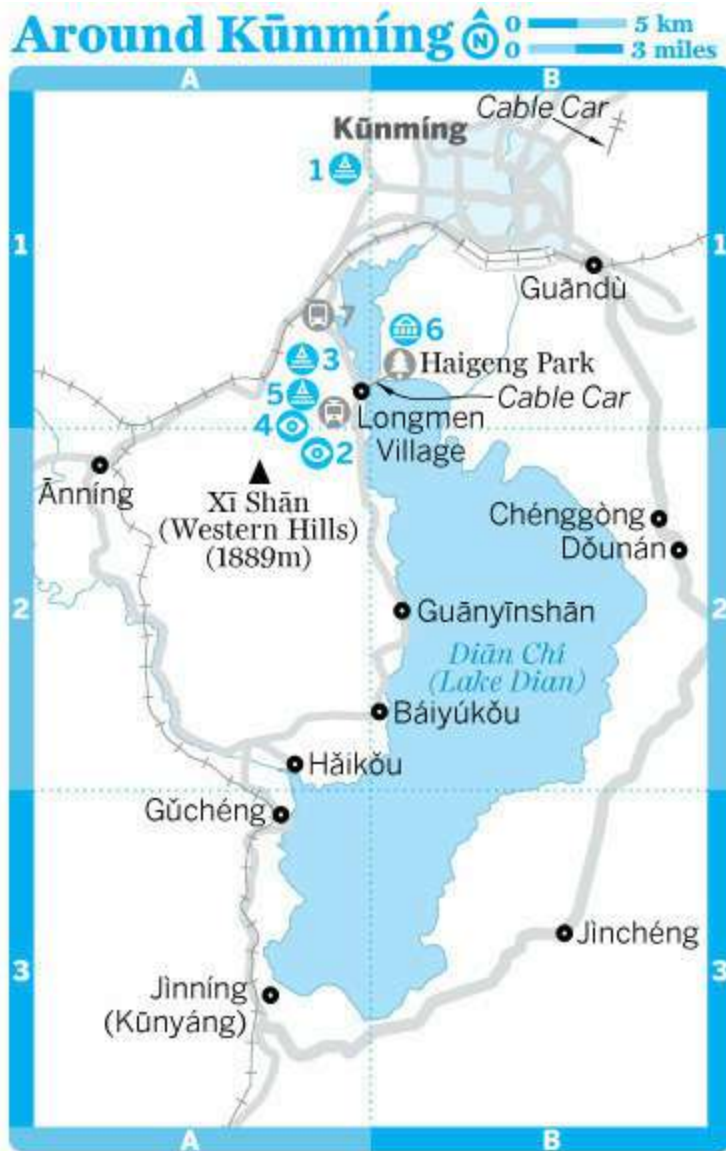 Around Kūnmíng N 0 5 km
0 3 miles
A B
Cable Car
Kūnmíng
1
1 1
Guāndù
7
6
3 Haigeng Park
5 Cable Car
4 Longmen
2 Village
Ānníng
Xī Shān
(Western Hills)
(1889m)
Chénggòng
Dǒunán
2 2
Guānyīnshān
Diān Chí
(Lake Dian)
Báiyúkǒu
Hǎikǒu
Gǔchéng
Jìnchéng
3 3
Jìnníng
(Kūnyáng)
A B